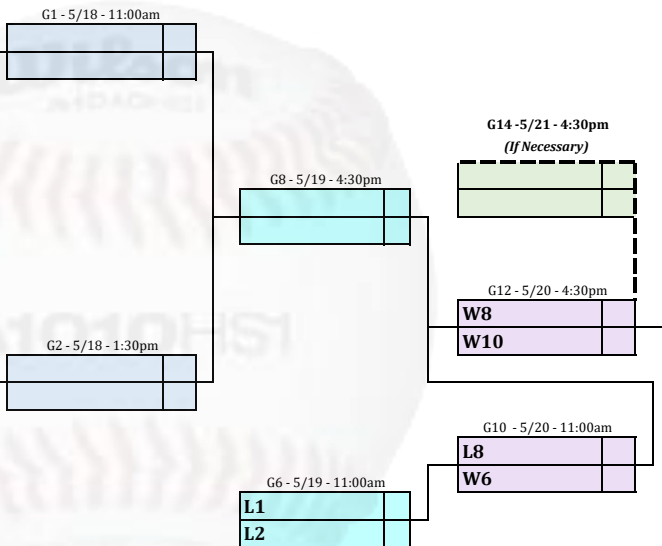 G1 - 5/18 - 11:00am
G14 -5/21 - 4:30pm
(If Necessary)
G8 - 5/19 - 4:30pm
G12 - 5/20 - 4:30pm
W8
W10
A1010HS1
G2 - 5/18 - 1:30pm
G10 - 5/20 - 11:00am
L8
W6
G6 - 5/19 - 11:00am
L1
L2